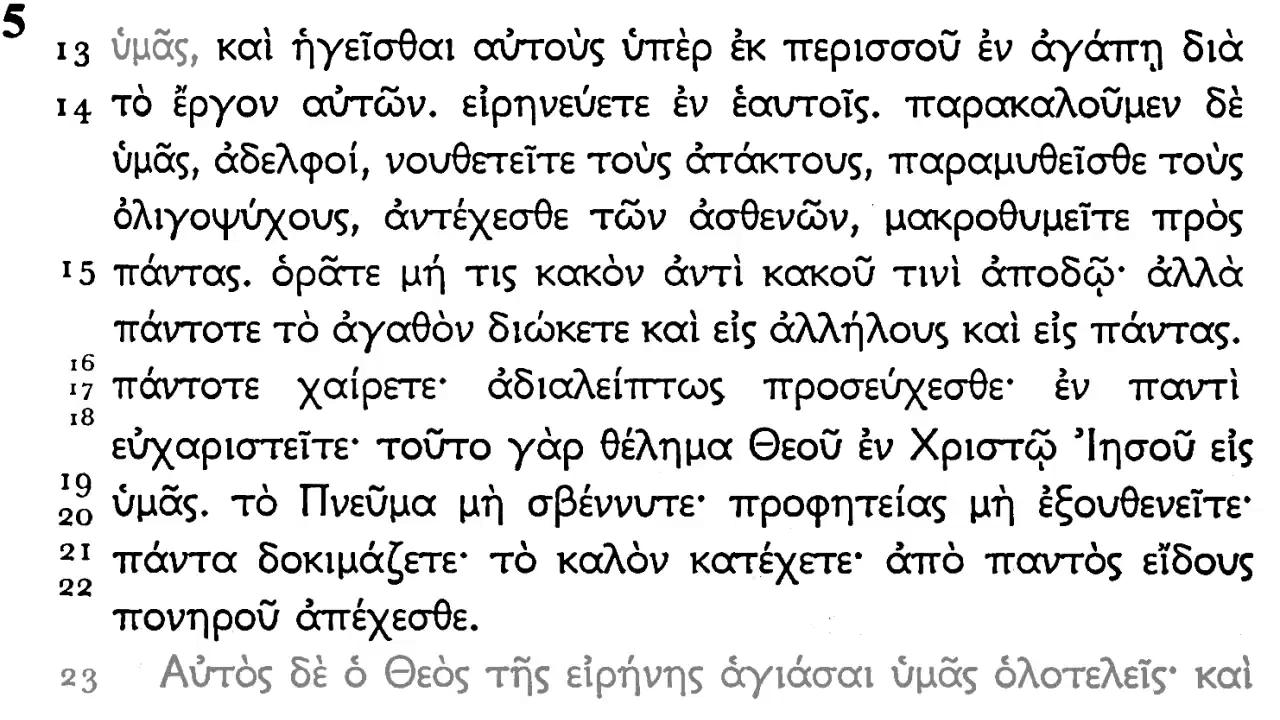 5
13 ὑμᾶς, καὶ ἡγεῖσθαι αὐτοὺς ὑπὲρ ἐκ περισσοῦ ἐν ἀγάπῃ διὰ
14 τὸ ἔργον αὐτῶν. εἰρηνεύετε ἐν ἑαυτοῖς. παρακαλοῦμεν δὲ
ὑμᾶς, ἀδελφοί, νουθετεῖτε τοὺς ἀτάκτους, παραμυθεῖσθε τοὺς
ὀλιγοψύχους, ἀντέχεσθε τῶν ἀσθενῶν, μακροθυμεῖτε πρὸς
15 πάντας. ὁρᾶτε μή τις κακὸν ἀντὶ κακοῦ τινὶ ἀποδῷ· ἀλλὰ
πάντοτε τὸ ἀγαθὸν διώκετε καὶ εἰς ἀλλήλους καὶ εἰς πάντας.
16
17 πάντοτε χαίρετε· ἀδιαλείπτως προσεύχεσθε· ἐν παντὶ
18
εὐχαριστεῖτε· τοῦτο γὰρ θέλημα Θεοῦ ἐν Χριστῷ Ἰησοῦ εἰς
19
20 ὑμᾶς. τὸ Πνεῦμα μὴ σβέννυτε· προφητείας μὴ ἐξουθενεῖτε·
21 πάντα δοκιμάζετε· τὸ καλὸν κατέχετε· ἀπὸ παντὸς εἴδους
22
πονηροῦ ἀπέχεσθε.
23 Αὐτὸς δὲ ὁ Θεὸς τῆς εἰρήνης ἁγιάσαι ὑμᾶς ὁλοτελεῖς· καὶ